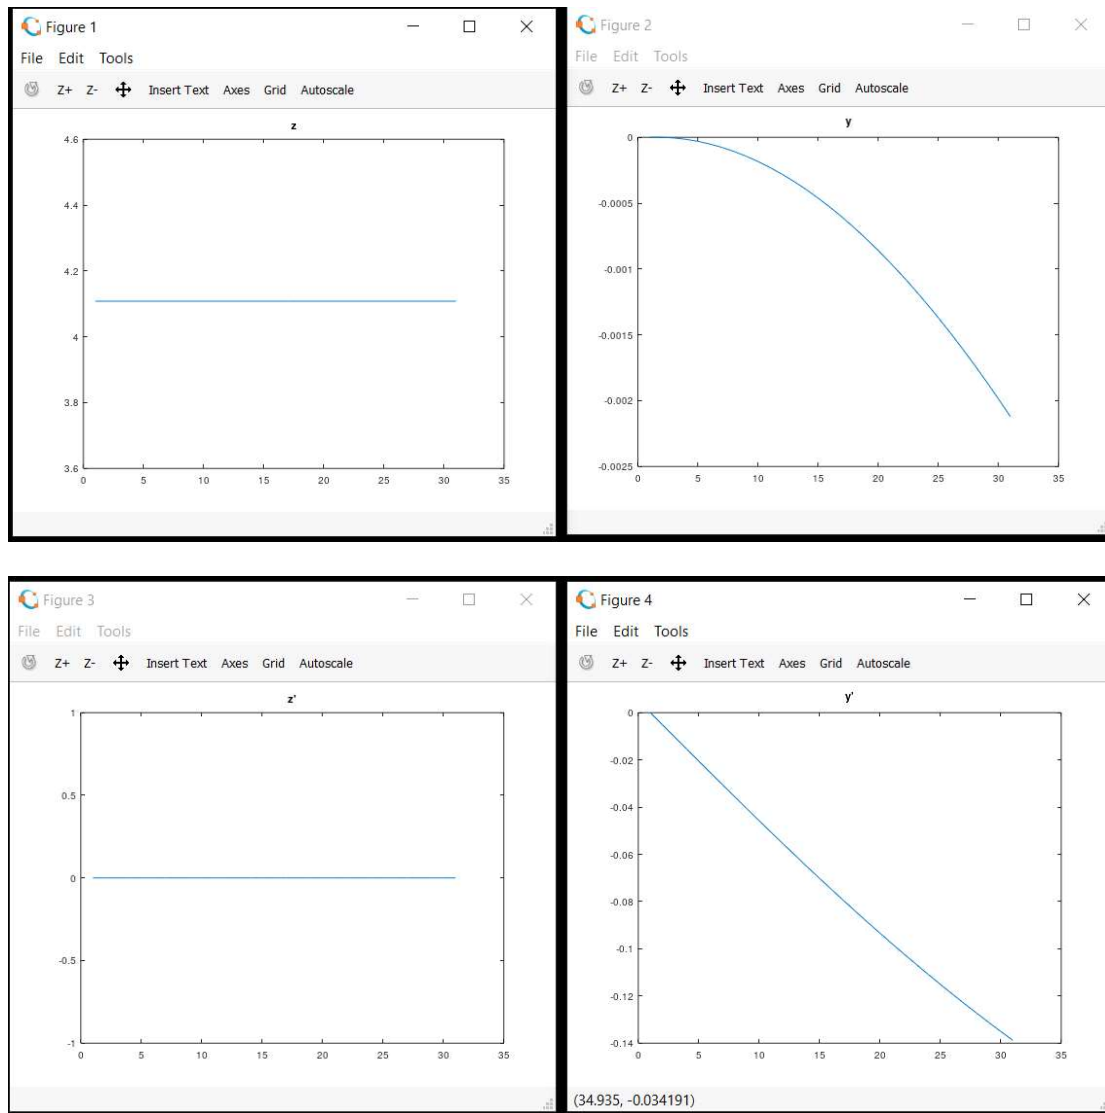 Figure 1
File Edit Tools
Z+ Z- Insert Text Axes Grid Autoscale
z
4.6
4.4
4.2
4
3.8
3.6
0 5 10 15 20 25 30 35
Figure 2
File Edit Tools
Z+ Z- Insert Text Axes Grid Autoscale
y
0
-0.0005
-0.001
-0.0015
-0.002
-0.0025
0 5 10 15 20 25 30 35
Figure 3
File Edit Tools
Z+ Z- Insert Text Axes Grid Autoscale
z'
1
0.5
0
-0.5
-1
0 5 10 15 20 25 30 35
Figure 4
File Edit Tools
Z+ Z- Insert Text Axes Grid Autoscale
y'
0
-0.02
-0.04
-0.06
-0.08
-0.1
-0.12
-0.14
0 5 10 15 20 25 30 35
(34.935, -0.034191)